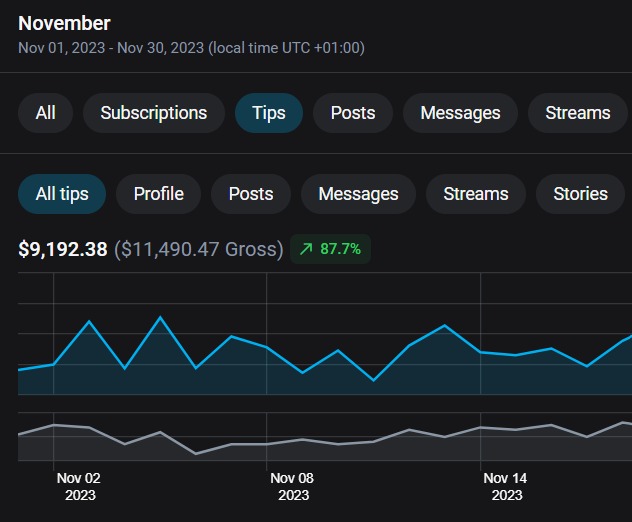 November
Nov 01, 2023 - Nov 30, 2023 (local time UTC +01:00)
All Subscriptions Tips Posts Messages Streams
All tips Profile Posts Messages Streams Stories
$9,192.38 ($11,490.47 Gross) ↗ 87.7%
Nov 02 Nov 08 Nov 14
2023 2023 2023